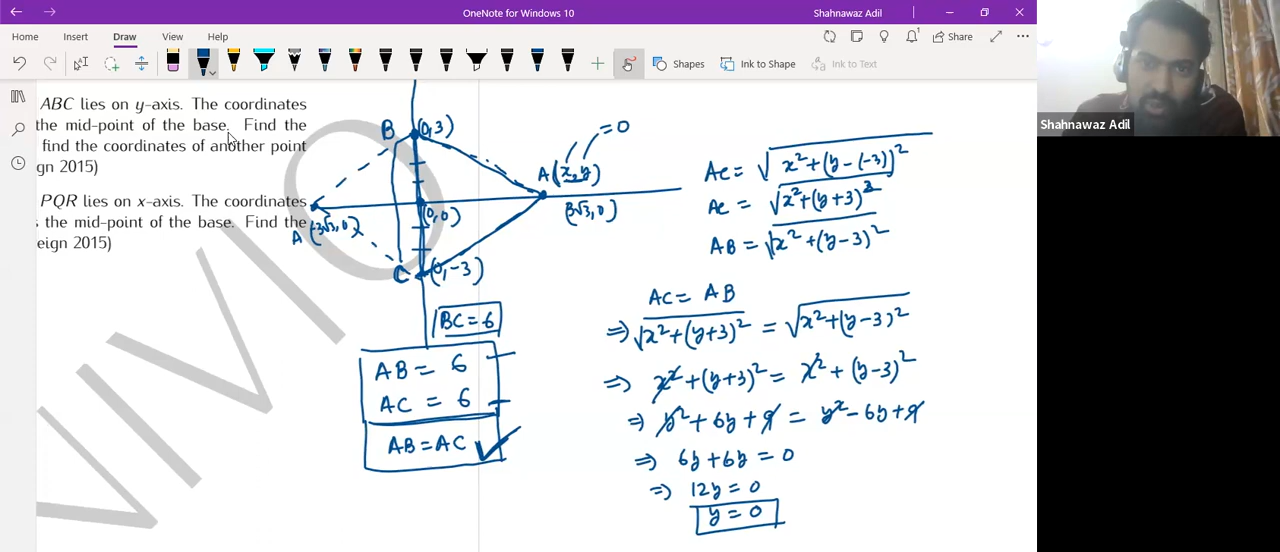 OneNote for Windows 10
Shahnawaz Adil
Home Insert Draw View Help
Share
Shapes Ink to Shape Ink to Text
ABC lies on y-axis. The coordinates
the mid-point of the base. Find the
find the coordinates of another point
gn 2015)
PQR lies on x-axis. The coordinates
s the mid-point of the base. Find the
eign 2015)
B (0,3)
= 0
A (x, y)
(0,0)
(3√3,0)
A (-3√3,0)
C (0,-3)
BC = 6
AB = 6
AC = 6
AB = AC ✓
AC = √x²+(y-(-3))²
AC = √x²+(y+3)²
AB = √x²+(y-3)²
AC = AB
⇒ √x²+(y+3)² = √x²+(y-3)²
⇒ x²+(y+3)² = x²+(y-3)²
⇒ y²+6y+9 = y²-6y+9
⇒ 6y+6y = 0
⇒ 12y = 0
y = 0
Shahnawaz Adil